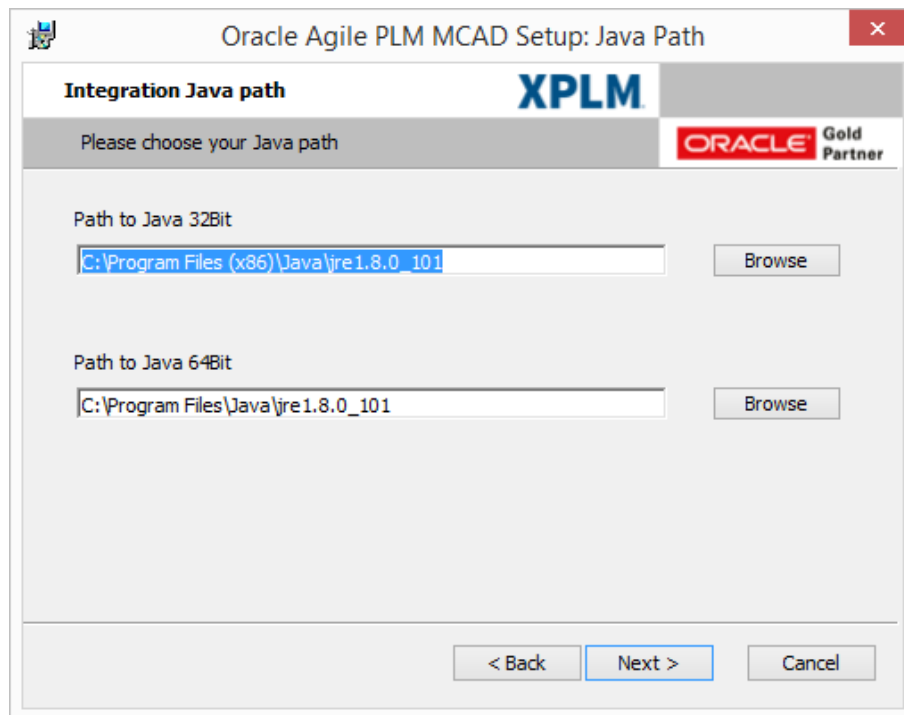 Oracle Agile PLM MCAD Setup: Java Path
Integration Java path
XPLM
Please choose your Java path
ORACLE Gold
Partner
Path to Java 32Bit
C:\Program Files (x86)\Java\jre1.8.0_101
Browse
Path to Java 64Bit
C:\Program Files\Java\jre1.8.0_101
Browse
< Back
Next >
Cancel